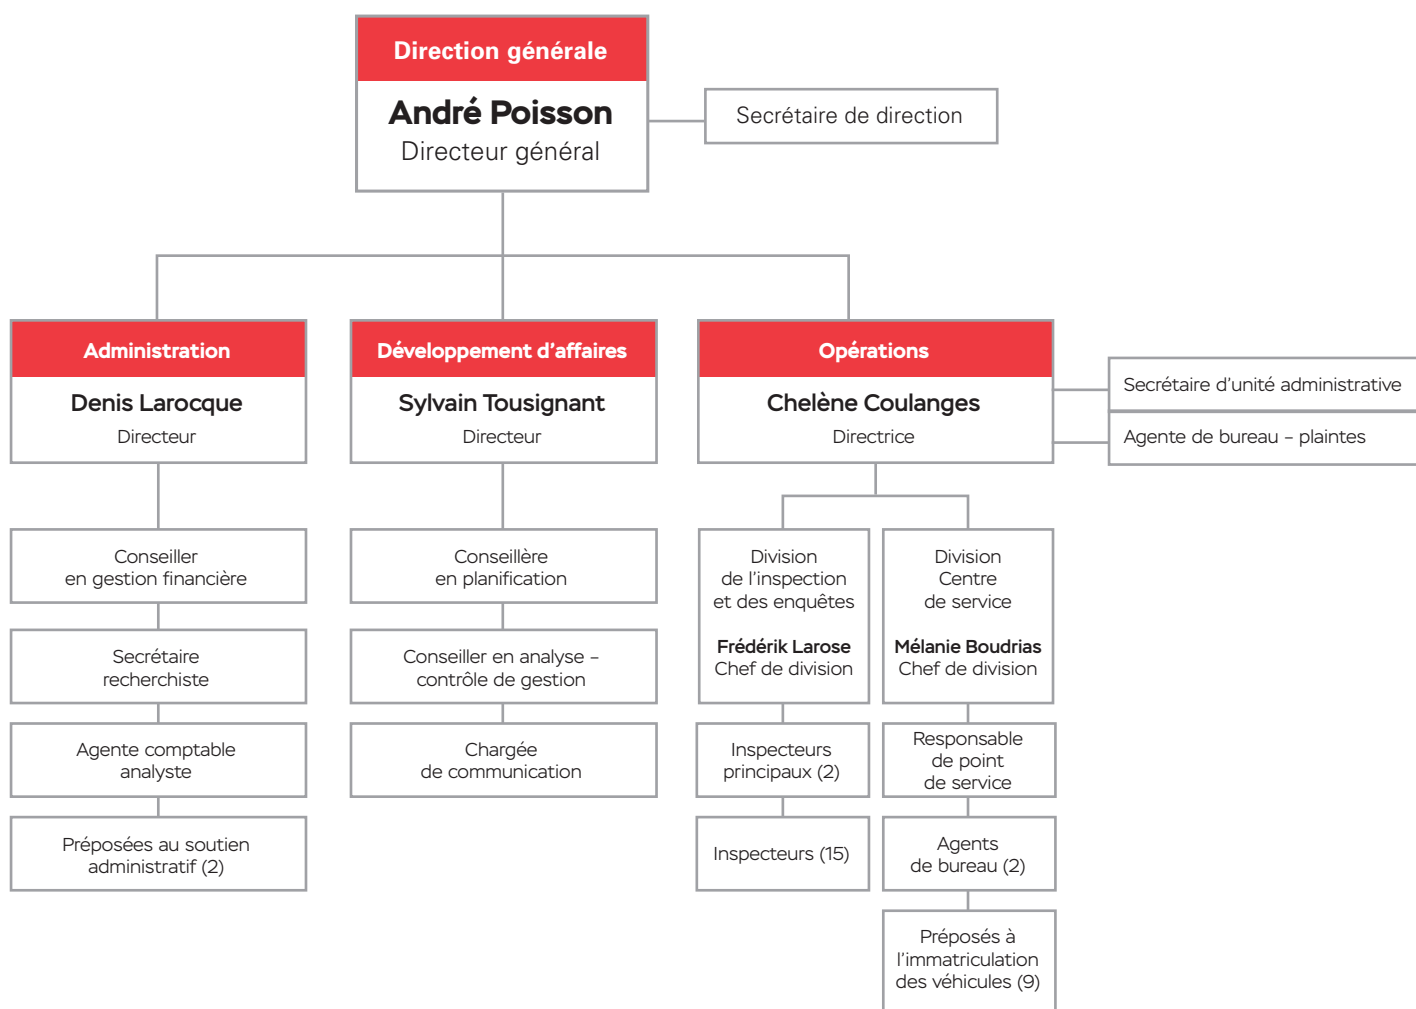 Direction générale
André Poisson
Directeur général
Secrétaire de direction
Administration
Denis Larocque
Directeur
Développement d’affaires
Sylvain Tousignant
Directeur
Opérations
Chelène Coulanges
Directrice
Secrétaire d’unité administrative
Agente de bureau – plaintes
Conseiller
en gestion financière
Secrétaire
recherchiste
Agente comptable
analyste
Préposées au soutien
administratif (2)
Conseillère
en planification
Conseiller en analyse –
contrôle de gestion
Chargée
de communication
Division
de l’inspection
et des enquêtes
Frédérik Larose
Chef de division
Inspecteurs
principaux (2)
Inspecteurs (15)
Division
Centre
de service
Mélanie Boudrias
Chef de division
Responsable
de point
de service
Agents
de bureau (2)
Préposés à
l’immatriculation
des véhicules (9)